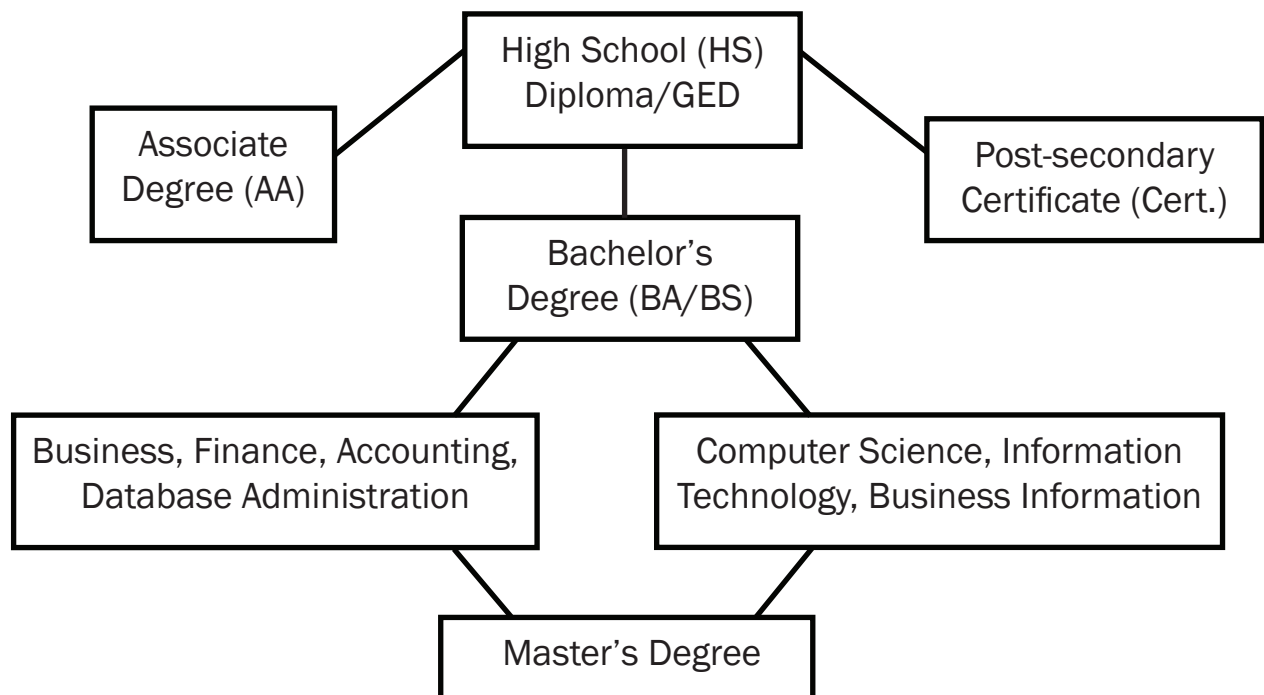 High School (HS)
Diploma/GED
Associate
Degree (AA)
Post-secondary
Certificate (Cert.)
Bachelor’s
Degree (BA/BS)
Business, Finance, Accounting,
Database Administration
Computer Science, Information
Technology, Business Information
Master’s Degree